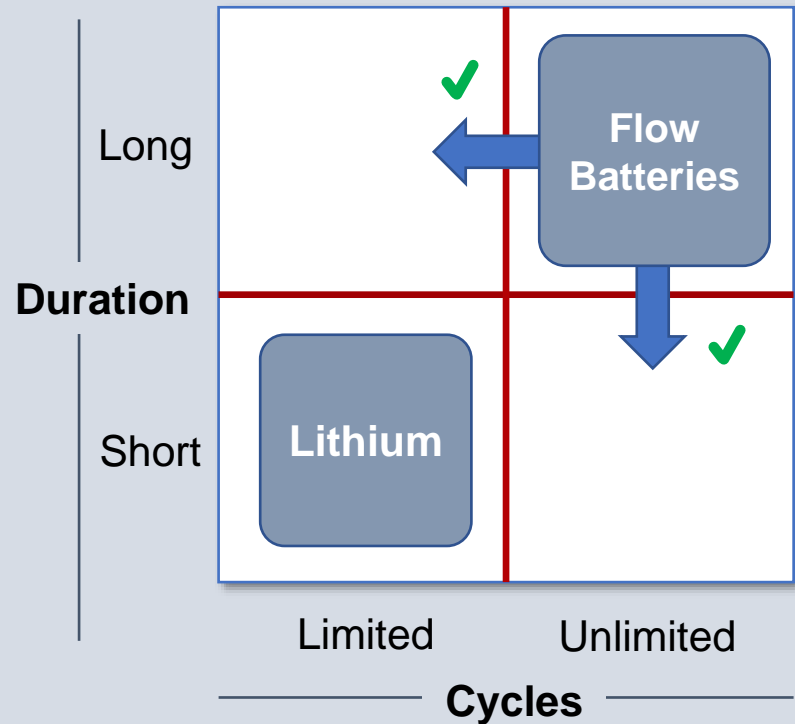 Long
Flow
Batteries
Duration
Short
Lithium
Limited
Unlimited
Cycles